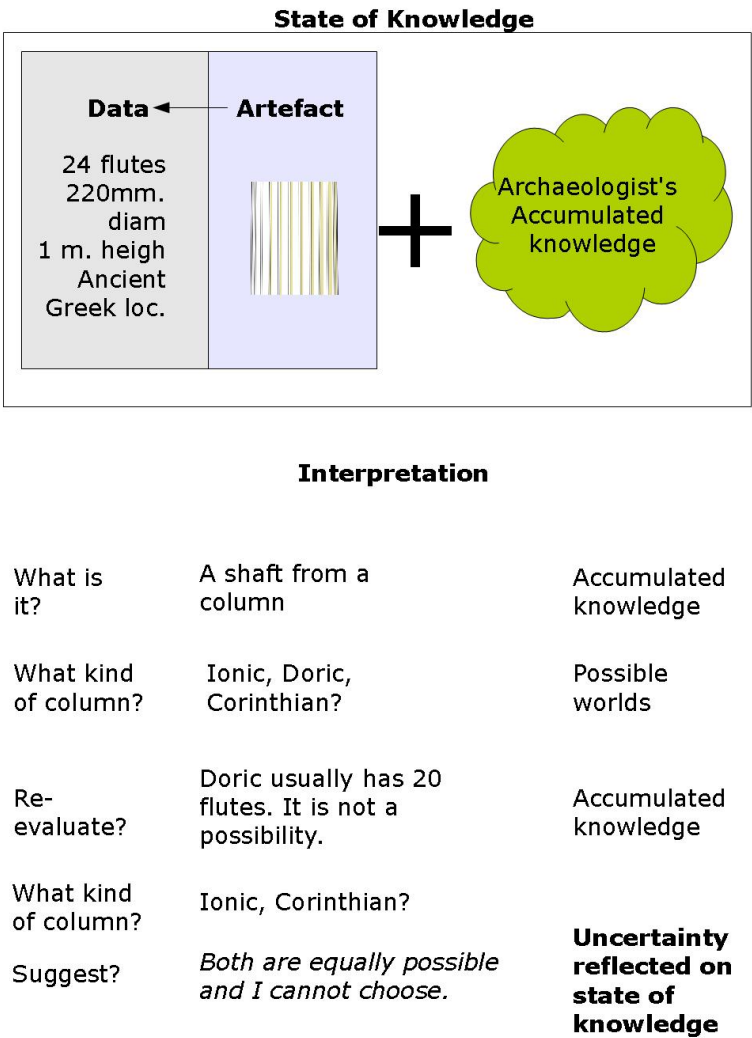 State of Knowledge
Data
Artefact
24 flutes
220mm.
diam
1 m. heigh
Ancient
Greek loc.
Archaeologist's
Accumulated
knowledge
Interpretation
What is
it?
A shaft from a
column
Accumulated
knowledge
What kind
of column?
Ionic, Doric,
Corinthian?
Possible
worlds
Re-
evaluate?
Doric usually has 20
flutes. It is not a
possibility.
Accumulated
knowledge
What kind
of column?
Ionic, Corinthian?
Suggest?
Both are equally possible
and I cannot choose.
Uncertainty
reflected on
state of
knowledge